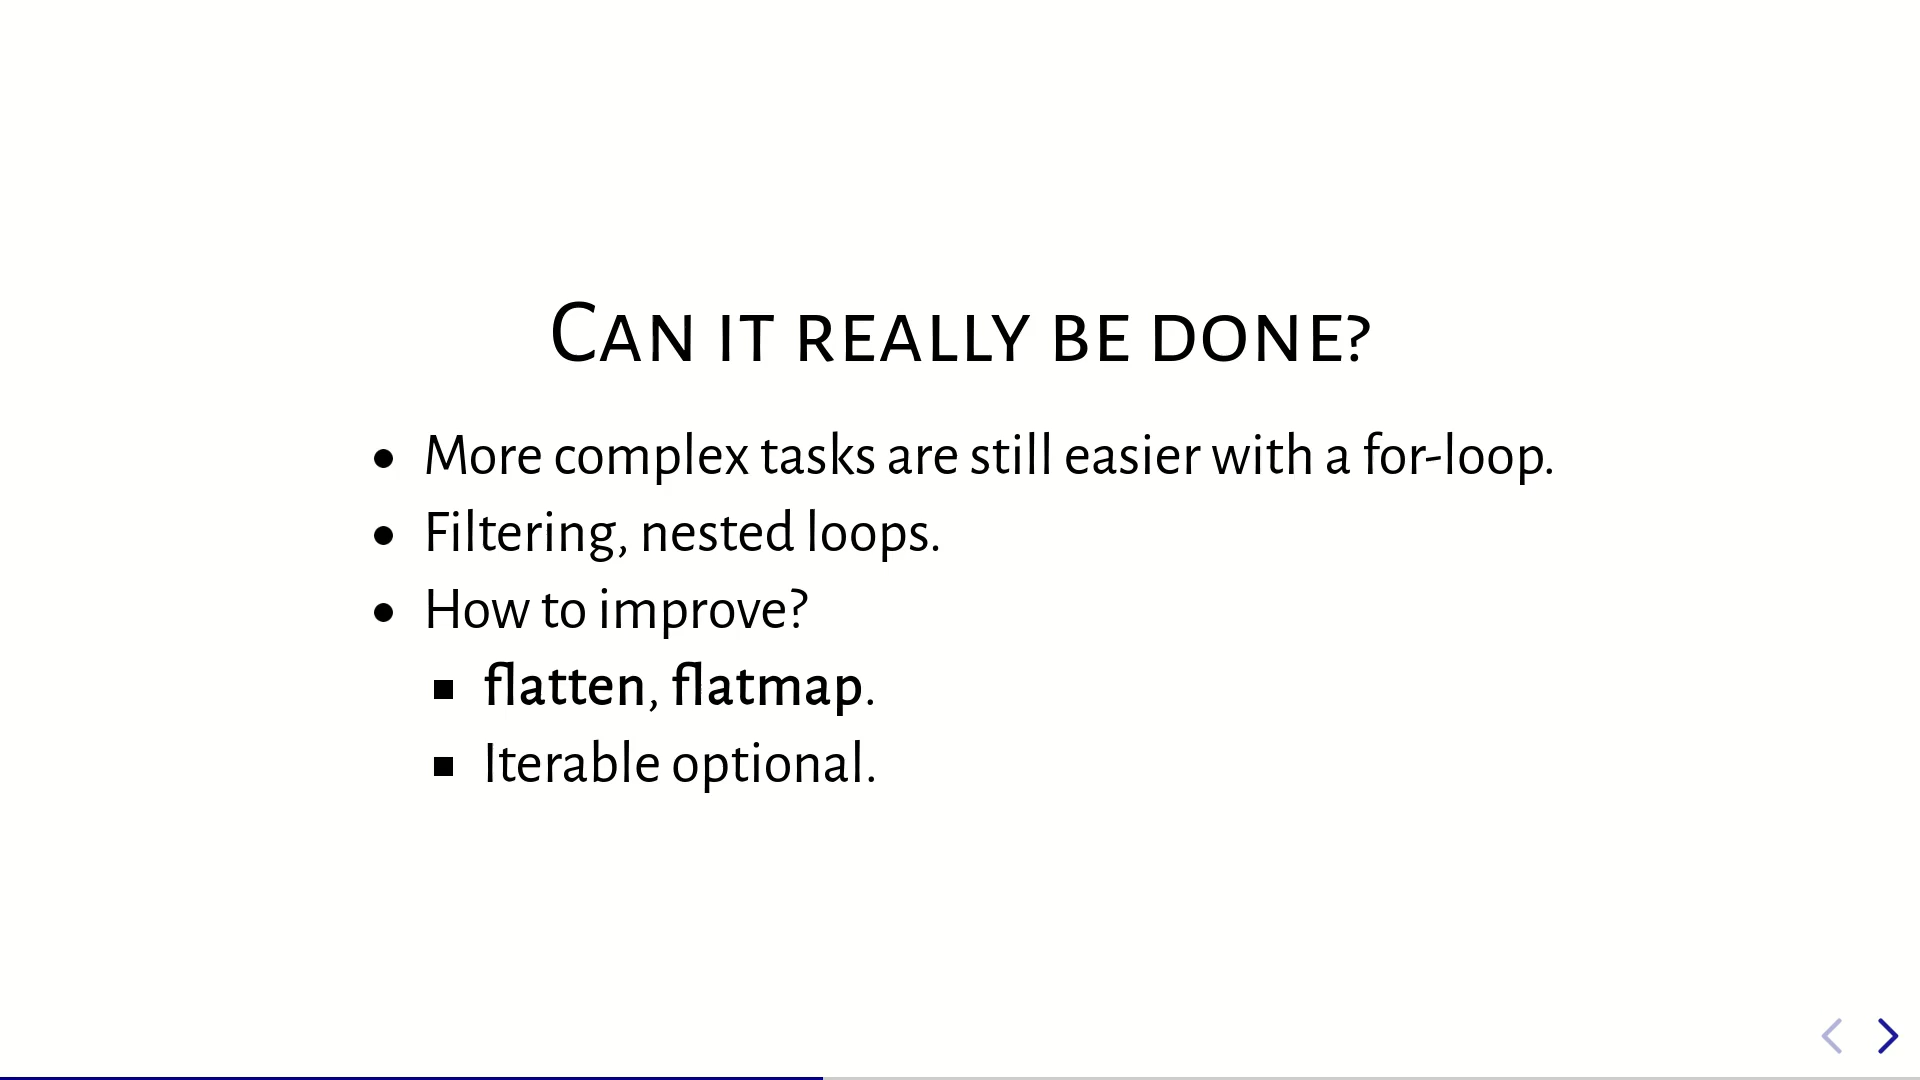 Can it really be done?
More complex tasks are still easier with a for-loop.
Filtering, nested loops.
How to improve?
flatten, flatmap.
Iterable optional.